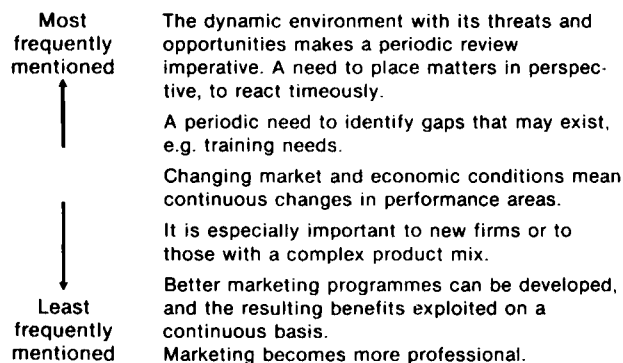 Most
frequently
mentioned
The dynamic environment with its threats and
opportunities makes a periodic review
imperative. A need to place matters in perspec-
tive, to react timeously.
A periodic need to identify gaps that may exist,
e.g. training needs.
Changing market and economic conditions mean
continuous changes in performance areas.
It is especially important to new firms or to
those with a complex product mix.
Better marketing programmes can be developed,
and the resulting benefits exploited on a
continuous basis.
Least
frequently
mentioned
Marketing becomes more professional.